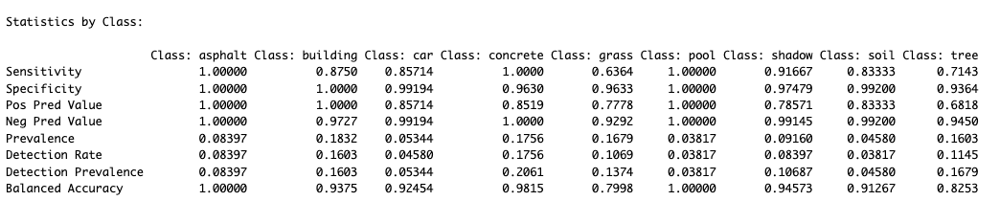 Statistics by Class:
Class: asphalt Class: building Class: car Class: concrete Class: grass Class: pool Class: shadow Class: soil Class: tree
Sensitivity 1.00000 0.8750 0.85714 1.0000 0.6364 1.00000 0.91667 0.83333 0.7143
Specificity 1.00000 1.0000 0.99194 0.9630 0.9633 1.00000 0.97479 0.99200 0.9364
Pos Pred Value 1.00000 1.0000 0.85714 0.8519 0.7778 1.00000 0.78571 0.83333 0.6818
Neg Pred Value 1.00000 0.9727 0.99194 1.0000 0.9292 1.00000 0.99145 0.99200 0.9450
Prevalence 0.08397 0.1832 0.05344 0.1756 0.1679 0.03817 0.09160 0.04580 0.1603
Detection Rate 0.08397 0.1603 0.04580 0.1756 0.1069 0.03817 0.08397 0.03817 0.1145
Detection Prevalence 0.08397 0.1603 0.05344 0.2061 0.1374 0.03817 0.10687 0.04580 0.1679
Balanced Accuracy 1.00000 0.9375 0.92454 0.9815 0.7998 1.00000 0.94573 0.91267 0.8253